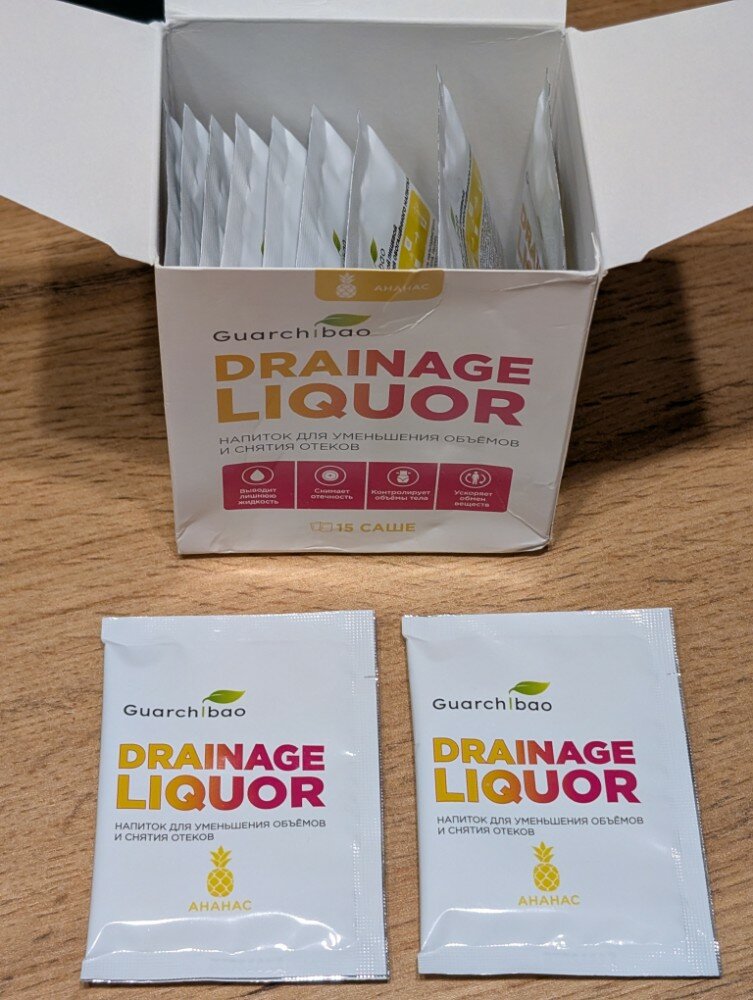 АНАНАС
Guarchibao
DRAINAGE
LIQUOR
НАПИТОК ДЛЯ УМЕНЬШЕНИЯ ОБЪЁМОВ
И СНЯТИЯ ОТЕКОВ
Выводит
лишнюю
жидкость
Снимает
отечность
Контролирует
объёмы тела
Ускоряет
обмен
веществ
15 САШЕ
Guarchibao
DRAINAGE
LIQUOR
НАПИТОК ДЛЯ УМЕНЬШЕНИЯ ОБЪЁМОВ
И СНЯТИЯ ОТЕКОВ
АНАНАС
Guarchibao
DRAINAGE
LIQUOR
НАПИТОК ДЛЯ УМЕНЬШЕНИЯ ОБЪЁМОВ
И СНЯТИЯ ОТЕКОВ
АНАНАС